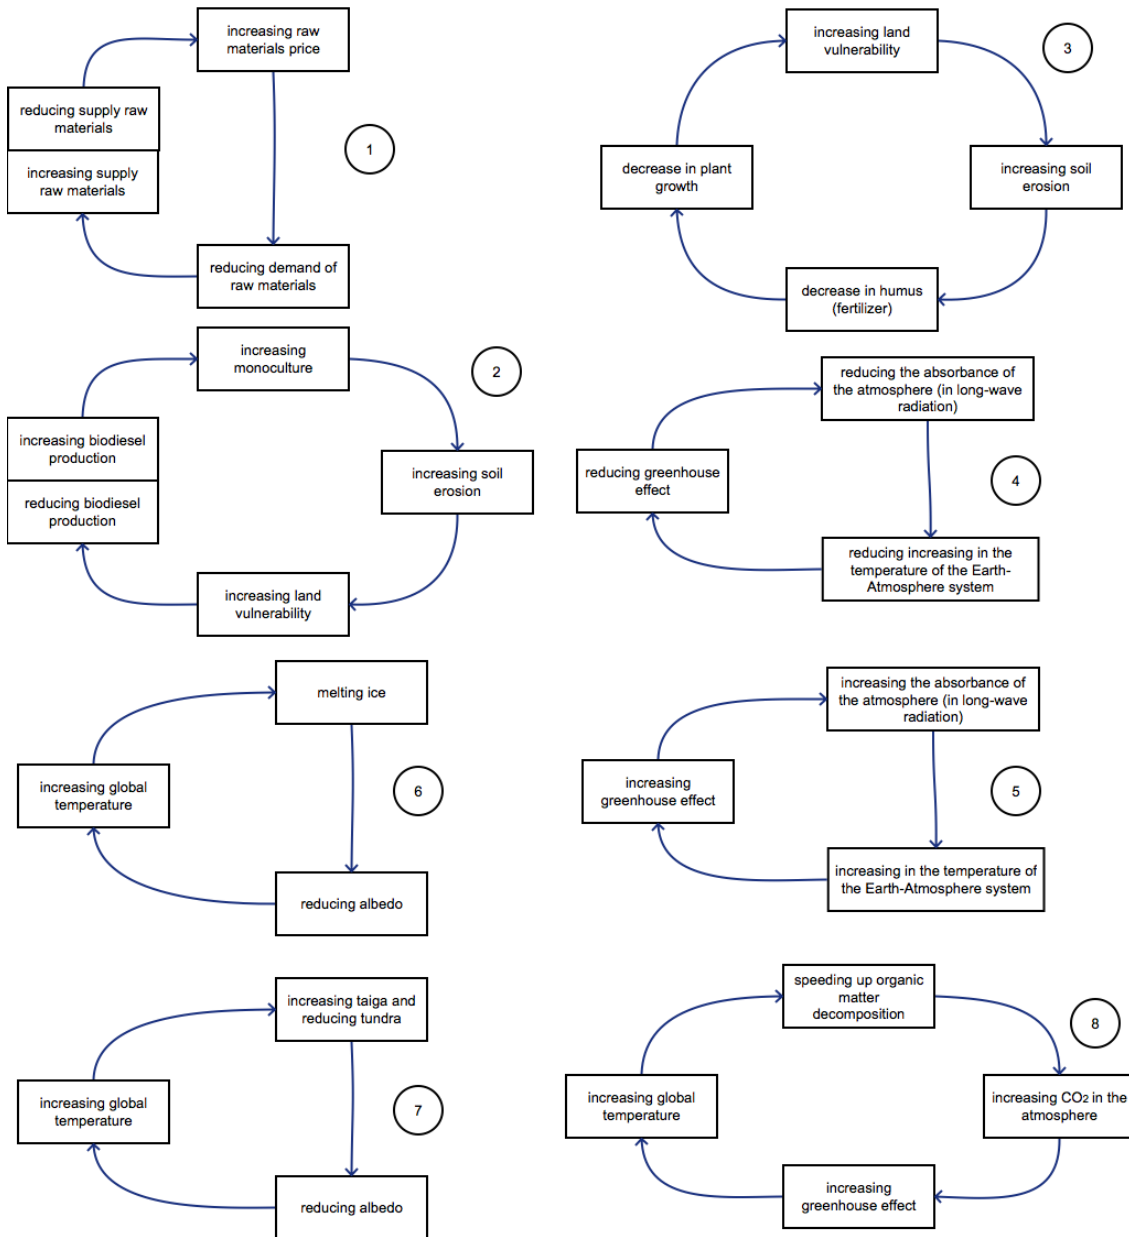 increasing raw
materials price
reducing supply raw
materials
increasing supply
raw materials
1
reducing demand of
raw materials
increasing land
vulnerability
3
decrease in plant
growth
increasing soil
erosion
decrease in humus
(fertilizer)
increasing
monoculture
2
increasing biodiesel
production
reducing biodiesel
production
increasing soil
erosion
increasing land
vulnerability
reducing the absorbance of
the atmosphere (in long-wave
radiation)
reducing greenhouse
effect
4
reducing increasing in the
temperature of the Earth-
Atmosphere system
melting ice
increasing global
temperature
6
reducing albedo
increasing the absorbance of
the atmosphere (in long-wave
radiation)
increasing
greenhouse effect
5
increasing in the temperature of
the Earth-Atmosphere system
increasing taiga and
reducing tundra
increasing global
temperature
7
reducing albedo
speeding up organic
matter
decomposition
8
increasing global
temperature
increasing CO2 in the
atmosphere
increasing
greenhouse effect